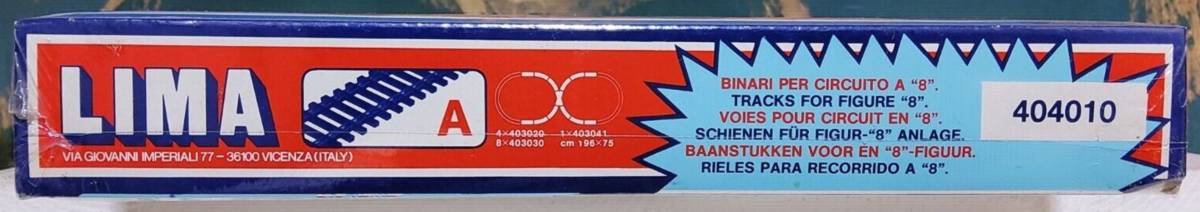 LIMA
VIA GIOVANNI IMPERIALI 77 – 36100 VICENZA (ITALY)
A
4×403020 1×403041
8×403030 cm 196×75
BINARI PER CIRCUITO A "8".
TRACKS FOR FIGURE "8".
VOIES POUR CIRCUIT EN "8".
SCHIENEN FÜR FIGUR-"8" ANLAGE.
BAANSTUKKEN VOOR EN "8"-FIGUUR.
RIELES PARA RECORRIDO A "8".
404010